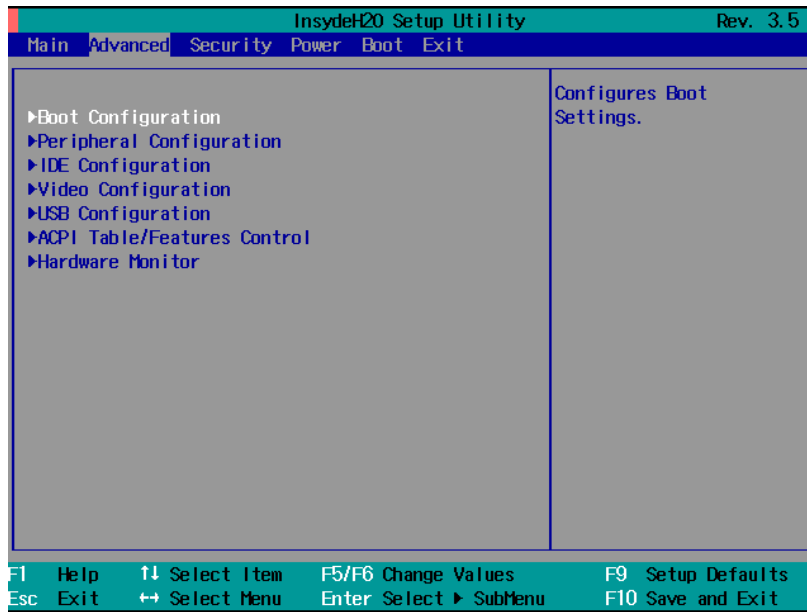 InsydeH2O Setup Utility Rev. 3.5
Main Advanced Security Power Boot Exit
▶Boot Configuration
▶Peripheral Configuration
▶IDE Configuration
▶Video Configuration
▶USB Configuration
▶ACPI Table/Features Control
▶Hardware Monitor
Configures Boot
Settings.
F1 Help ↑↓ Select Item F5/F6 Change Values F9 Setup Defaults
Esc Exit ←→ Select Menu Enter Select ▶ SubMenu F10 Save and Exit